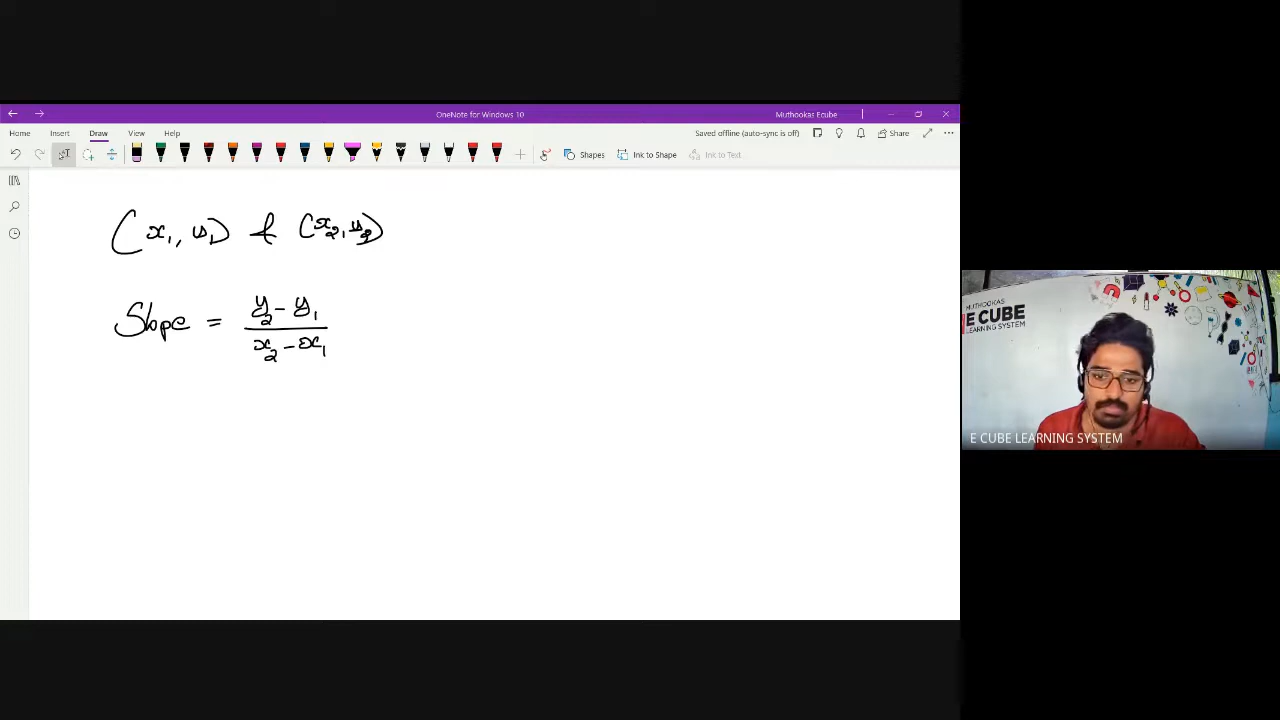 OneNote for Windows 10
Muthookas Ecube
Home Insert Draw View Help
Saved offline (auto-sync is off)
Share
Shapes
Ink to Shape
Ink to Text
(x₁, y₁) & (x₂, y₂)
Slope = (y₂ - y₁) / (x₂ - x₁)
MUTHOOKAS
E CUBE
LEARNING SYSTEM
E CUBE LEARNING SYSTEM